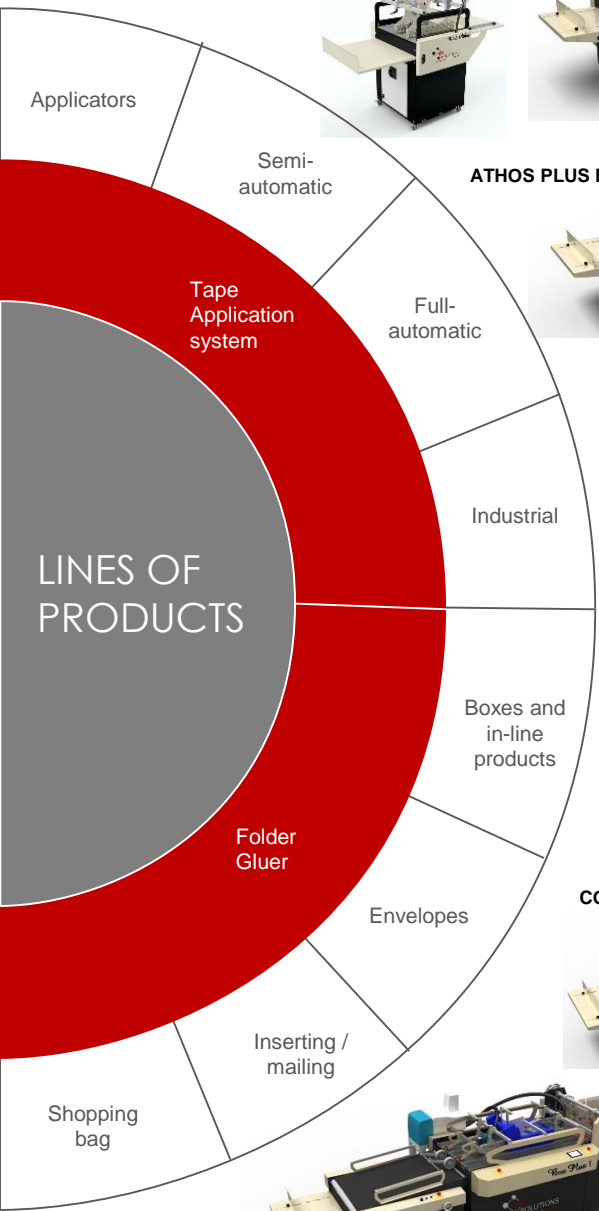 Applicators
Semi-
automatic
ATHOS PLUS
Tape
Application
system
Full-
automatic
Industrial
LINES OF
PRODUCTS
Boxes and
in-line
products
Folder
Gluer
Envelopes
Inserting /
mailing
Shopping
bag
SOLUTIONS